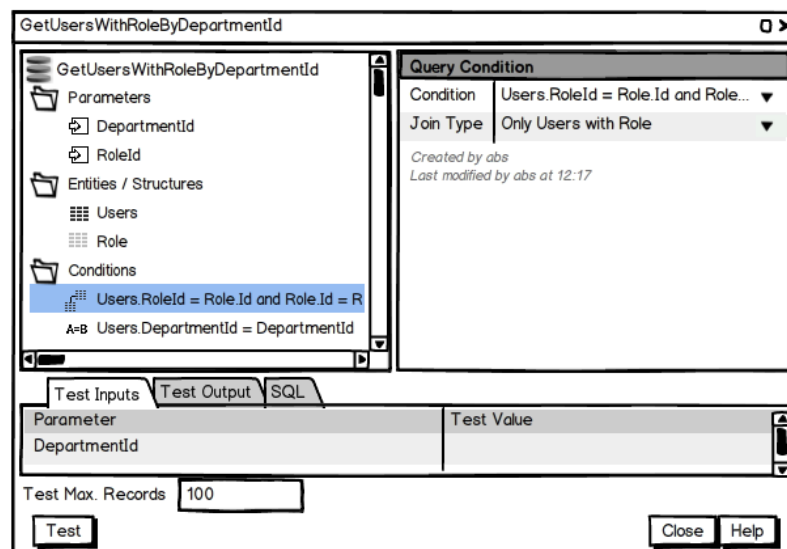 GetUsersWithRoleByDepartmentId
GetUsersWithRoleByDepartmentId
Parameters
DepartmentId
RoleId
Entities / Structures
Users
Role
Conditions
Users.RoleId = Role.Id and Role.Id = R
A=B Users.DepartmentId = DepartmentId
Query Condition
Condition Users.RoleId = Role.Id and Role...
Join Type Only Users with Role
Created by abs
Last modified by abs at 12:17
Test Inputs Test Output SQL
Parameter Test Value
DepartmentId
Test Max. Records 100
Test Close Help